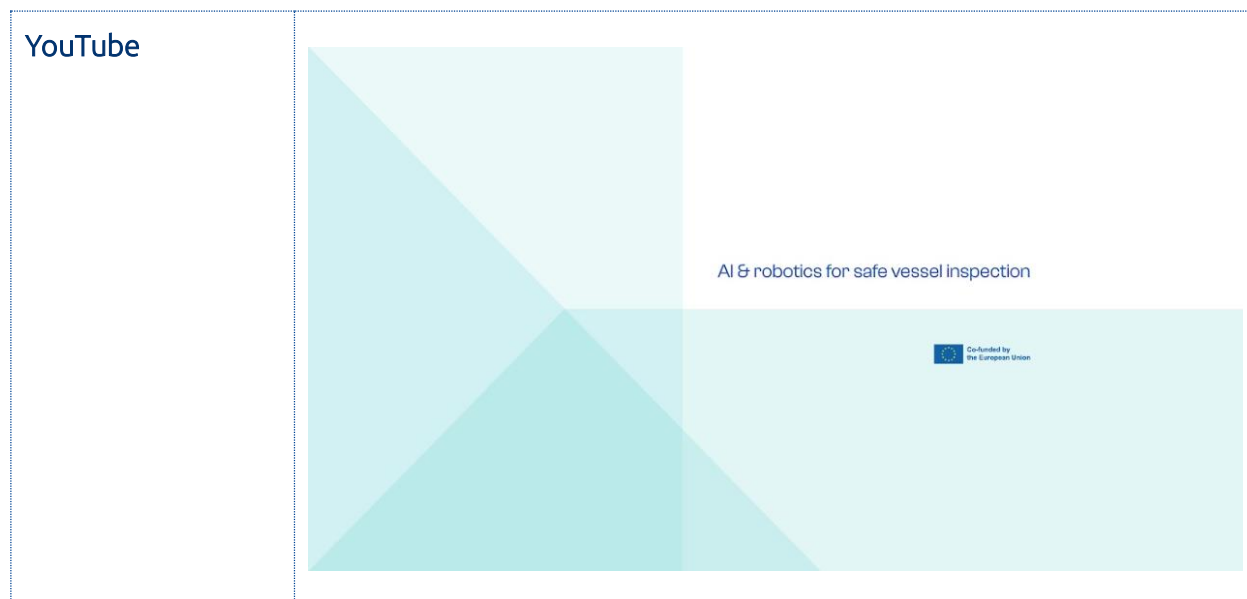 YouTube
AI & robotics for safe vessel inspection
Co-funded by
the European Union